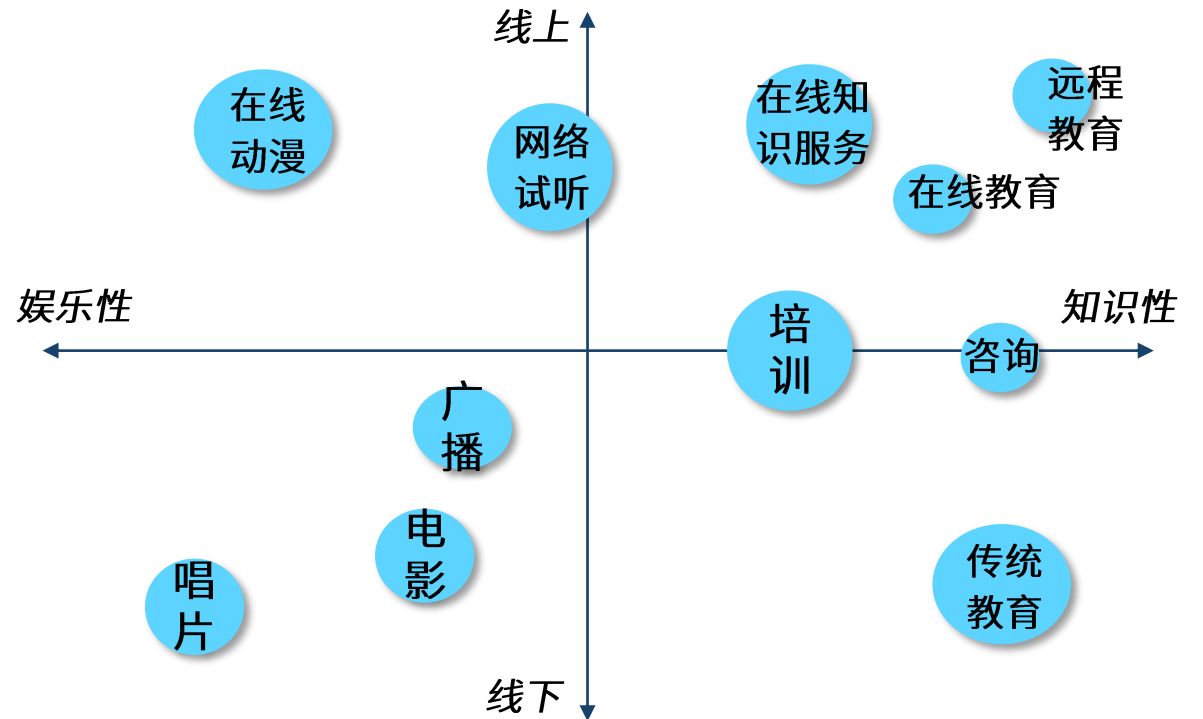 线上
在线
动漫
网络
试听
在线知
识服务
远程
教育
在线教育
娱乐性
知识性
培
训
咨询
广
播
电
影
唱
片
传统
教育
线下